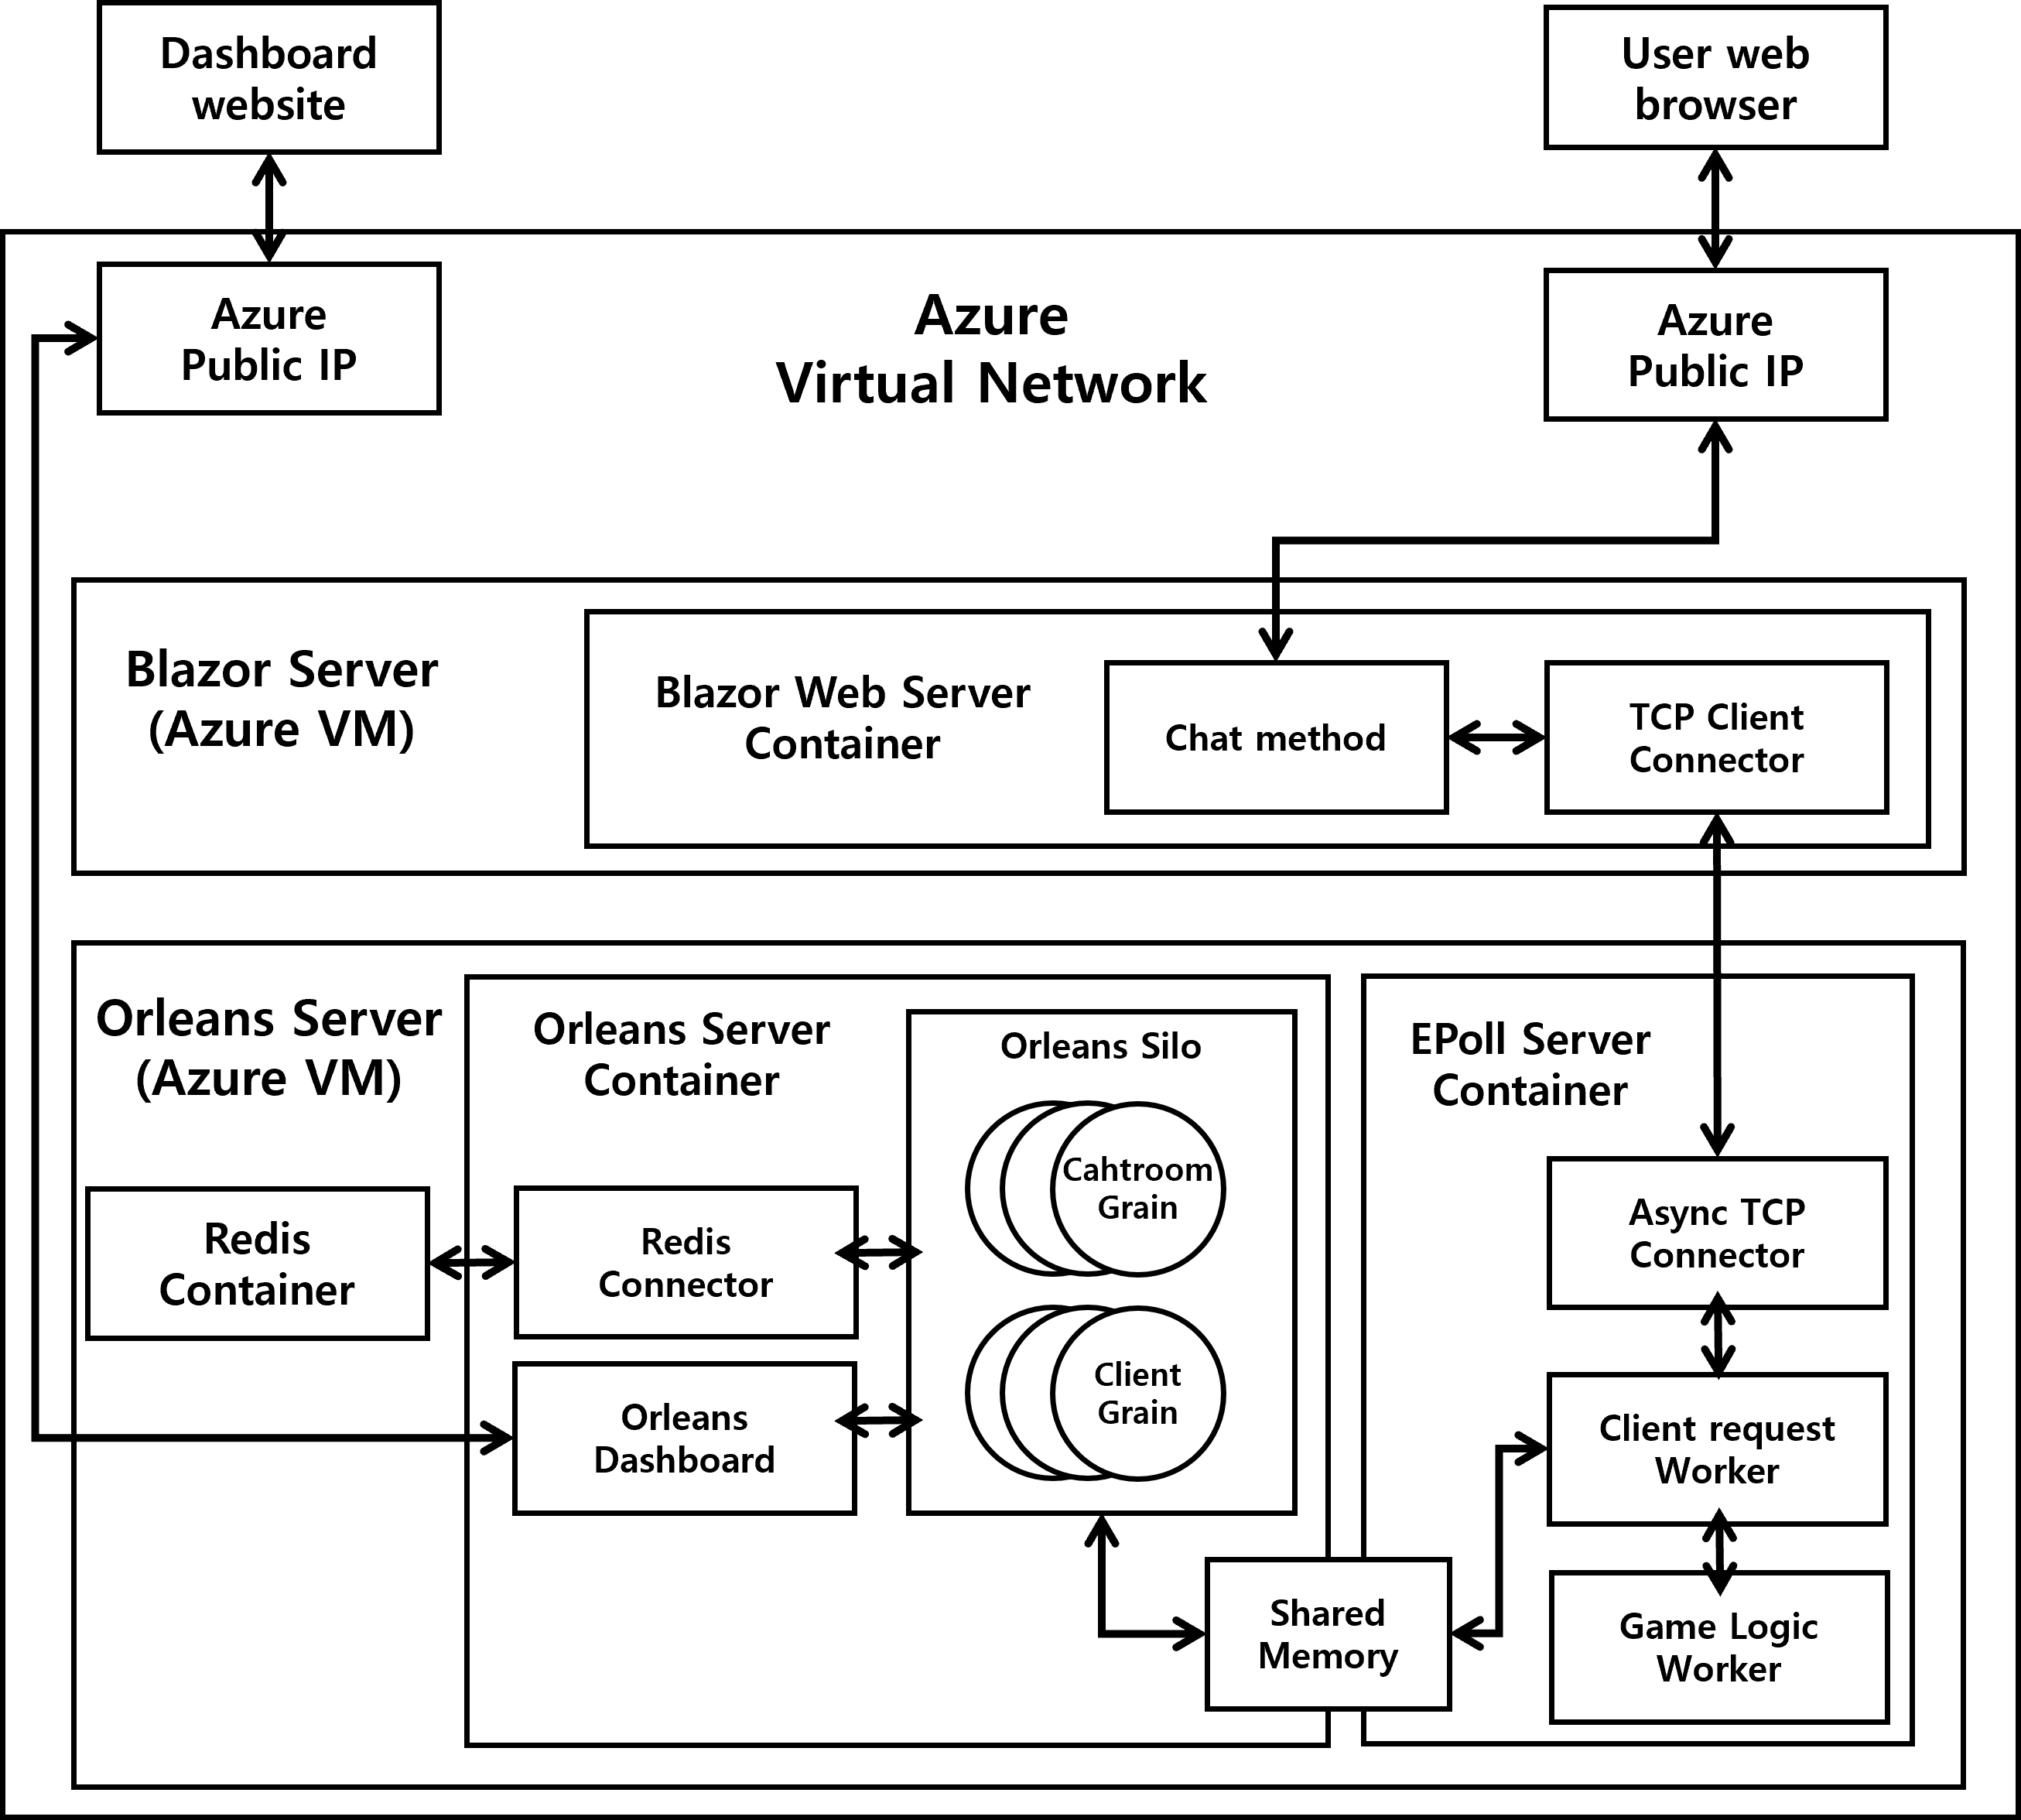 Dashboard
website
User web
browser
Azure
Public IP
Azure
Virtual Network
Azure
Public IP
Blazor Server
(Azure VM)
Blazor Web Server
Container
Chat method
TCP Client
Connector
Orleans Server
(Azure VM)
Orleans Server
Container
Orleans Silo
Cahtroom
Grain
Client
Grain
EPoll Server
Container
Redis
Container
Redis
Connector
Orleans
Dashboard
Async TCP
Connector
Client request
Worker
Shared
Memory
Game Logic
Worker